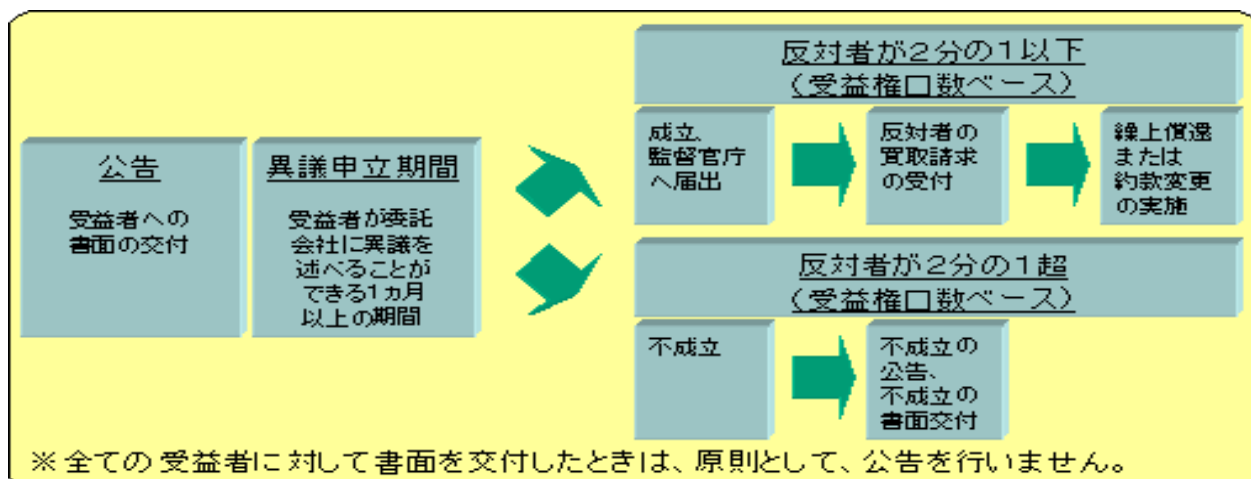 公告
受益者への
書面の交付
異議申立期間
受益者が委託
会社に異議を
述べることが
できる1カ月
以上の期間
反対者が2分の1以下
(受益権口数ベース)
成立、
監督官庁
へ届出
反対者の
買取請求
の受付
繰上償還
または
約款変更
の実施
反対者が2分の1超
(受益権口数ベース)
不成立
不成立の
公告、
不成立の
書面交付
※全ての受益者に対して書面を交付したときは、原則として、公告を行いません。